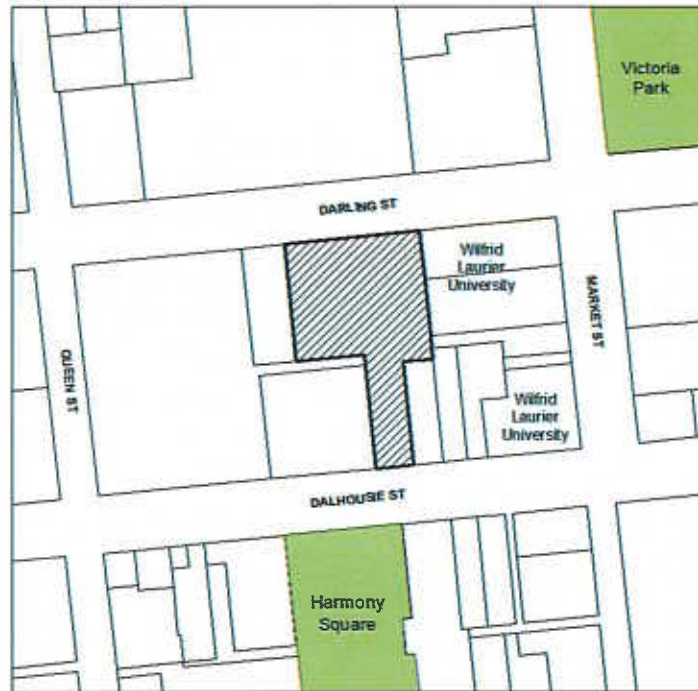 Victoria
Park
DARLING ST
Wilfrid
Laurier
University
MARKET ST
QUEEN ST
Wilfrid
Laurier
University
DALHOUSIE ST
Harmony
Square